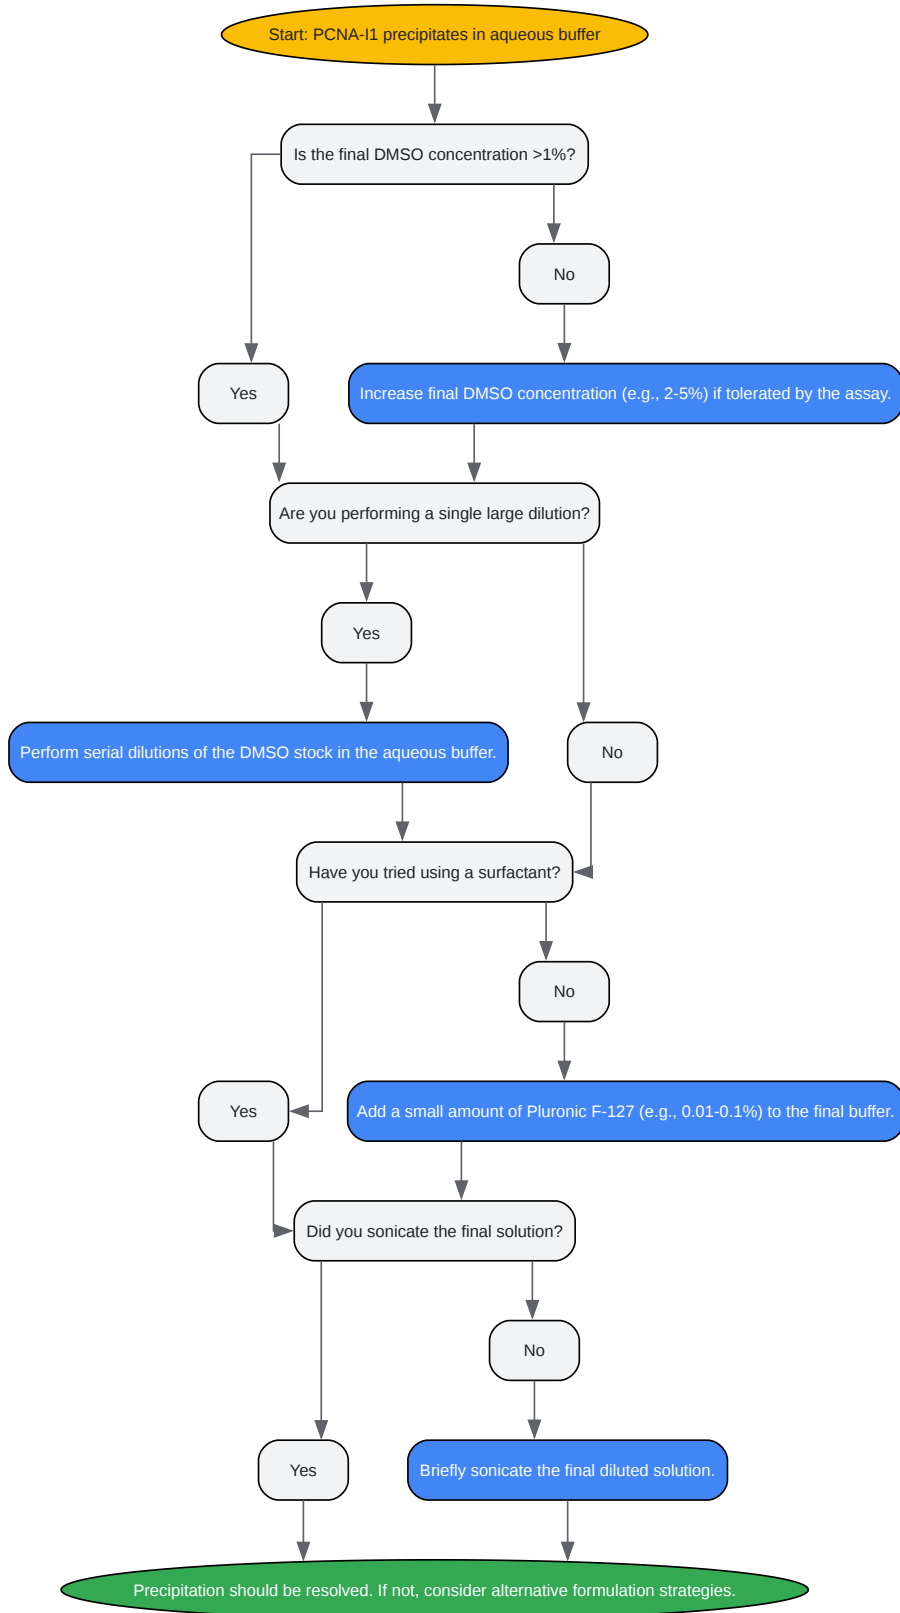 Start: PCNA-I1 precipitates in aqueous buffer
Is the final DMSO concentration >1%?
No
Yes
Increase final DMSO concentration (e.g., 2-5%) if tolerated by the assay.
Are you performing a single large dilution?
Yes
Perform serial dilutions of the DMSO stock in the aqueous buffer.
No
Have you tried using a surfactant?
No
Yes
Add a small amount of Pluronic F-127 (e.g., 0.01-0.1%) to the final buffer.
Did you sonicate the final solution?
No
Yes
Briefly sonicate the final diluted solution.
Precipitation should be resolved. If not, consider alternative formulation strategies.